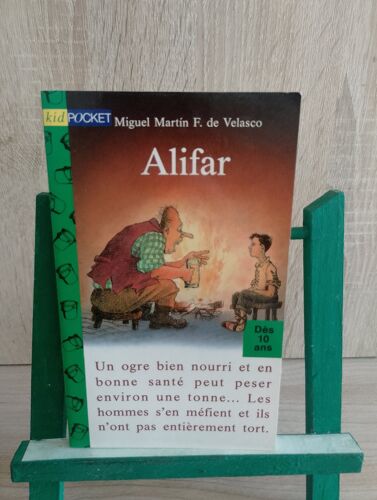 kid POCKET
Miguel Martín F. de Velasco
Alifar
Dès
10
ans
Un ogre bien nourri et en
bonne santé peut peser
environ une tonne... Les
hommes s'en méfient et ils
n'ont pas entièrement tort.